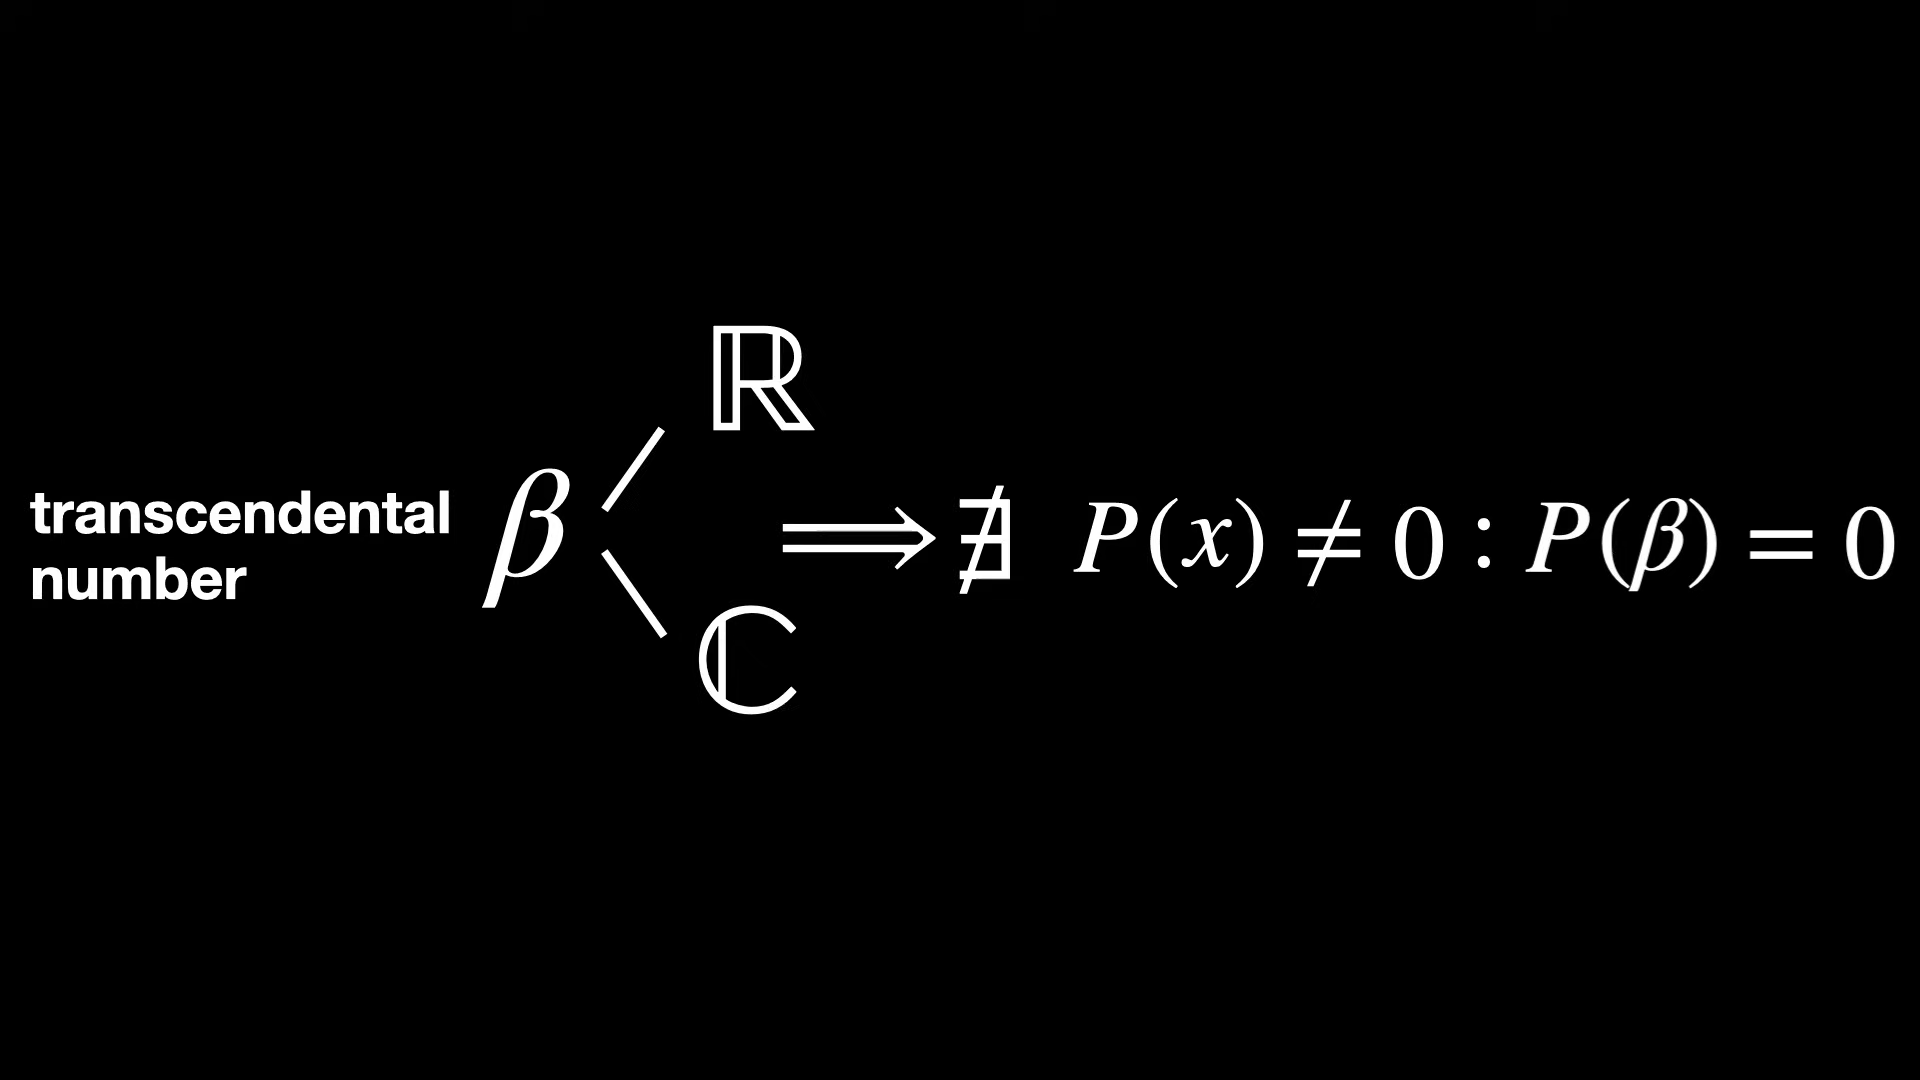 transcendental
number
β
ℝ
ℂ
⟹ ∄ P(x) ≠ 0 : P(β) = 0